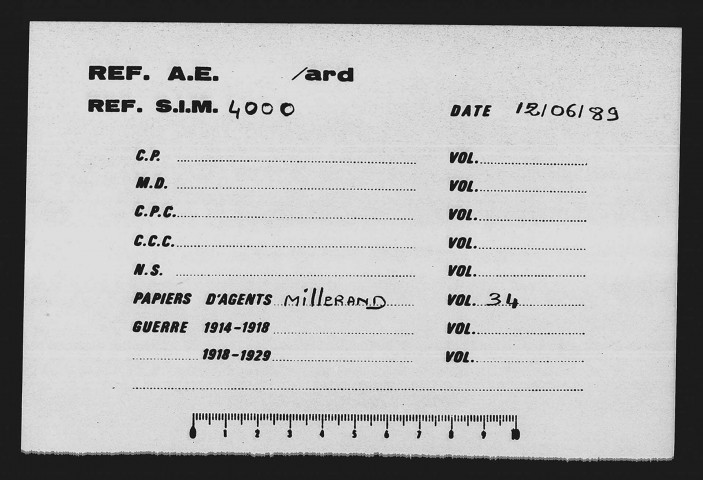 REF. A.E. /ard
REF. S.I.M. 4000 DATE 12/06/89
C.P. VOL.
M.D. VOL.
C.P.C. VOL.
C.C.C. VOL.
N.S. VOL.
PAPIERS D'AGENTS MillERAND VOL. 34
GUERRE 1914-1918 VOL.
1918-1929 VOL.
0 1 2 3 4 5 6 7 8 9 10